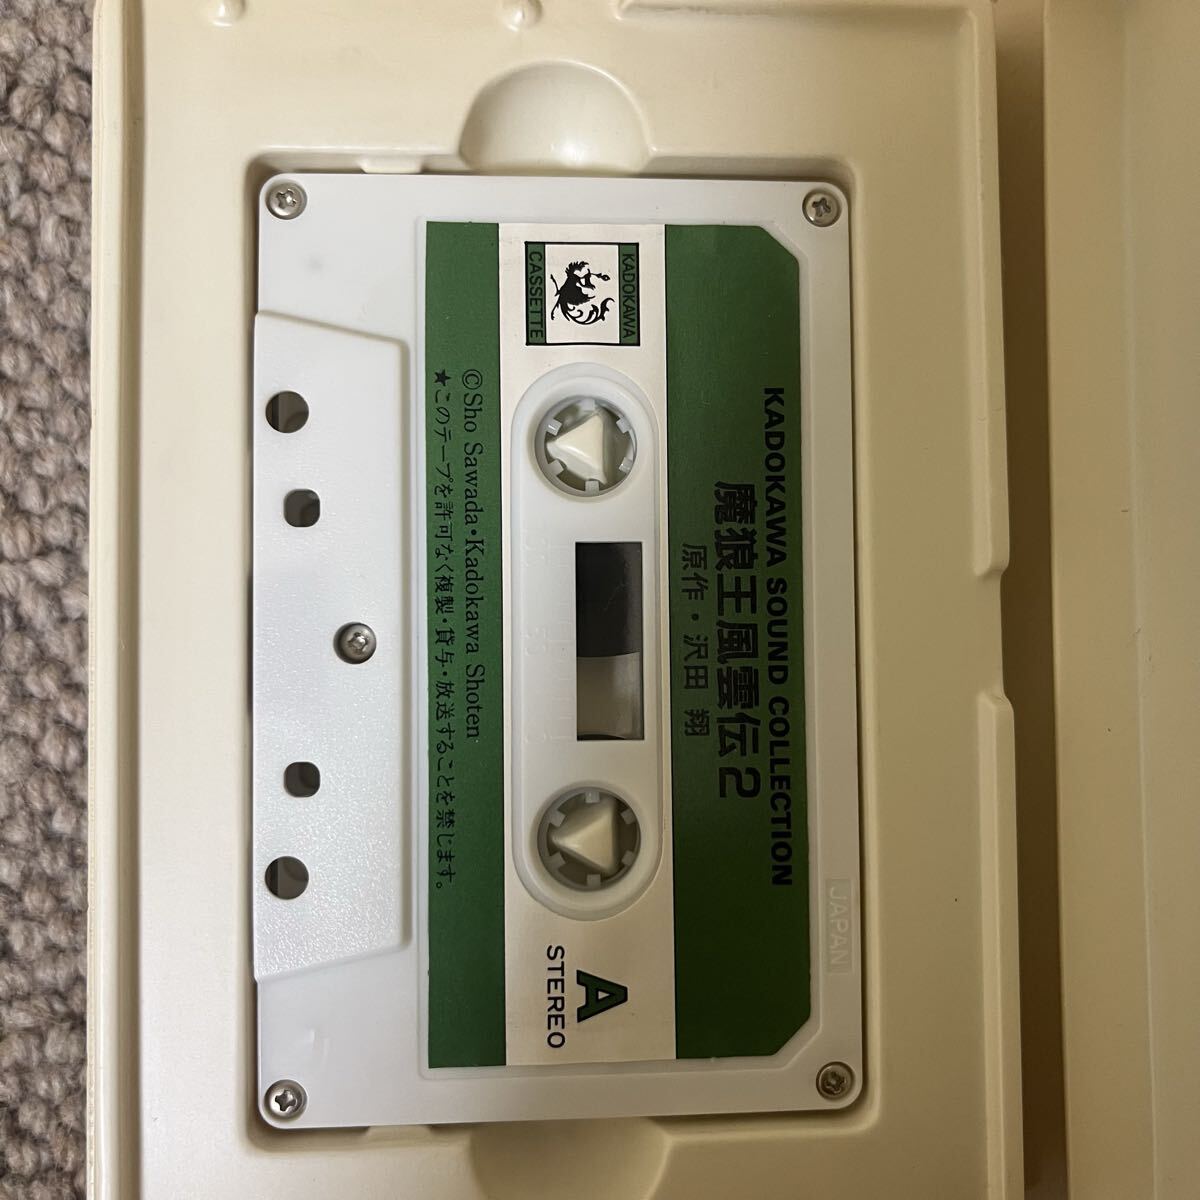 KADOKAWA SOUND COLLECTION
魔狼王風雲伝2
原作・沢田 翔
KADOKAWA
CASSETTE
A
STEREO
©Sho Sawada・Kadokawa Shoten
★このテープを許可なく複製・貸与・放送することを禁じます。
JAPAN